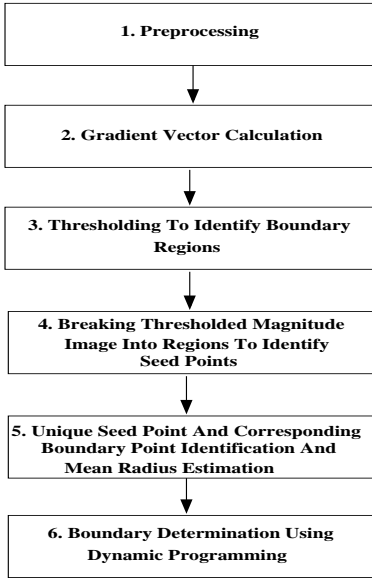 1. Preprocessing
2. Gradient Vector Calculation
3. Thresholding To Identify Boundary
Regions
4. Breaking Thresholded Magnitude
Image Into Regions To Identify
Seed Points
5. Unique Seed Point And Corresponding
Boundary Point Identification And
Mean Radius Estimation
6. Boundary Determination Using
Dynamic Programming